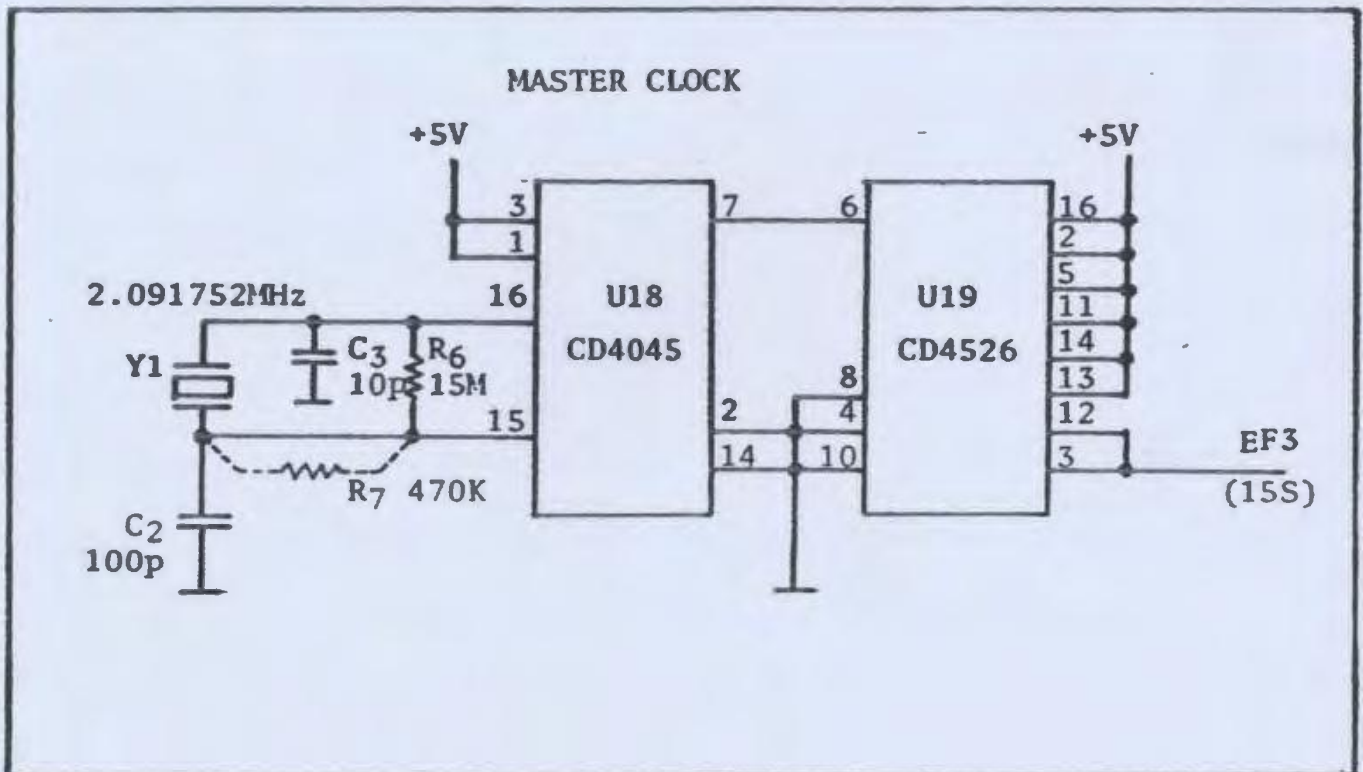 MASTER CLOCK
+5V
+5V
3
7
6
16
1
2
2.091752MHz
16
U18
U19
5
CD4045
CD4526
11
Y1
C3
R6
14
10p
15M
8
13
15
2
4
12
14
10
3
EF3
R7 470K
(15S)
C2
100p